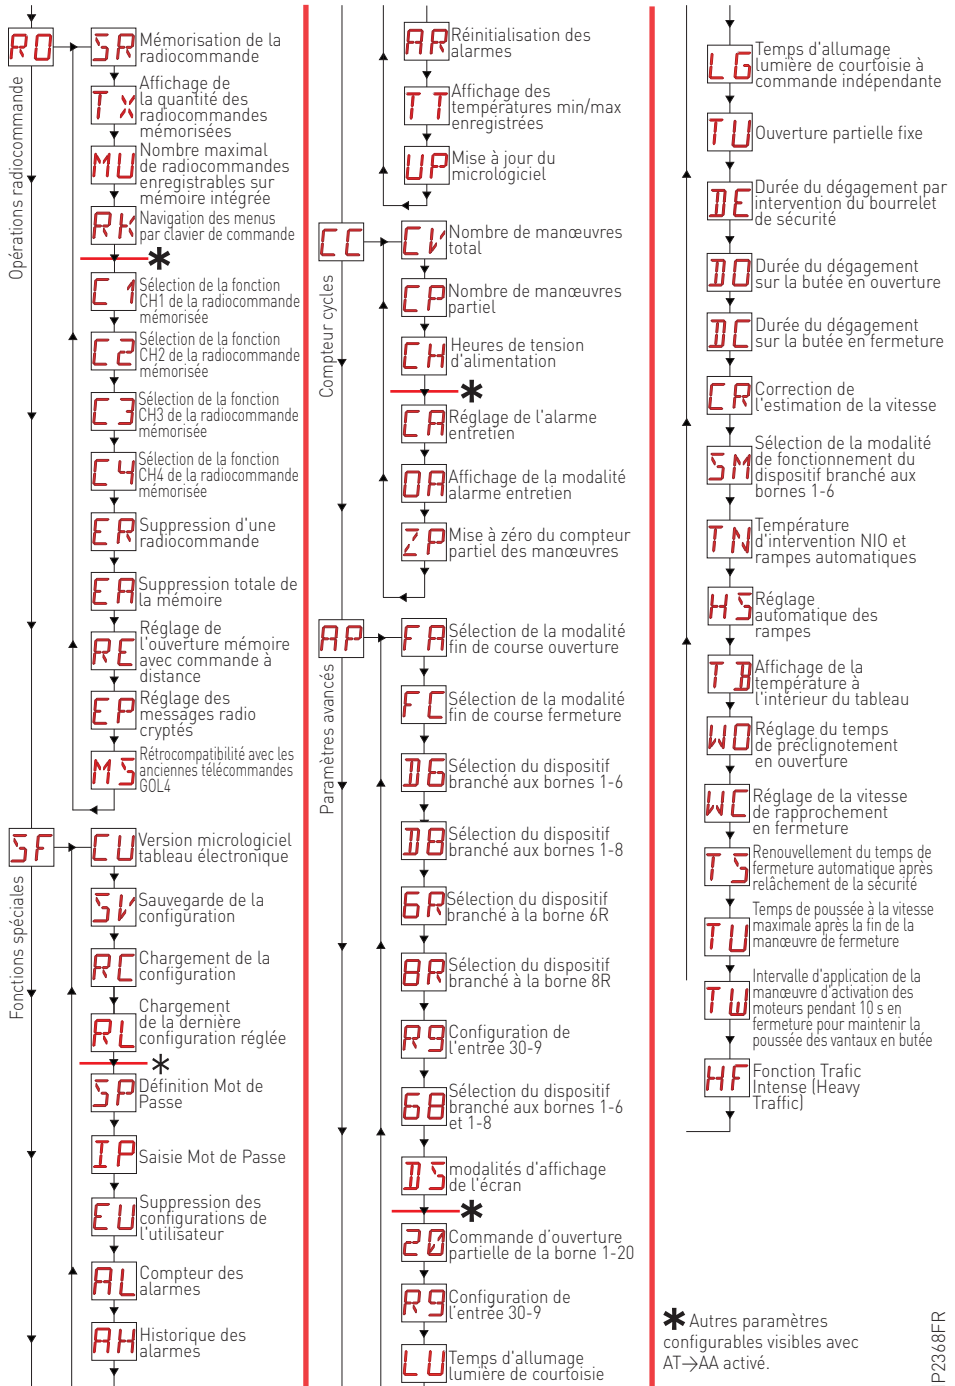 RO
Opérations radiocommande
SR
Mémorisation de la
radiocommande
TX
Affichage de
la quantité des
radiocommandes
mémorisées
MU
Nombre maximal
de radiocommandes
enregistrables sur
mémoire intégrée
RK
Navigation des menus
par clavier de commande
*
C1
Sélection de la fonction
CH1 de la radiocommande
mémorisée
C2
Sélection de la fonction
CH2 de la radiocommande
mémorisée
C3
Sélection de la fonction
CH3 de la radiocommande
mémorisée
C4
Sélection de la fonction
CH4 de la radiocommande
mémorisée
ER
Suppression d'une
radiocommande
EA
Suppression totale de
la mémoire
RE
Réglage de
l'ouverture mémoire
avec commande à
distance
EP
Réglage des
messages radio
cryptés
MS
Rétrocompatibilité avec les
anciennes télécommandes
GOL4
SF
Fonctions spéciales
CU
Version micrologiciel
tableau électronique
SV
Sauvegarde de la
configuration
RC
Chargement de la
configuration
RL
Chargement
de la dernière
configuration réglée
*
SP
Définition Mot de
Passe
IP
Saisie Mot de Passe
EU
Suppression des
configurations de
l'utilisateur
AL
Compteur des
alarmes
AH
Historique des
alarmes
AR
Réinitialisation des
alarmes
TT
Affichage des
températures min/max
enregistrées
UP
Mise à jour du
micrologiciel
CC
Compteur cycles
CV
Nombre de manœuvres
total
CP
Nombre de manœuvres
partiel
CH
Heures de tension
d'alimentation
*
CA
Réglage de l'alarme
entretien
OA
Affichage de la modalité
alarme entretien
ZP
Mise à zéro du compteur
partiel des manœuvres
AP
Paramètres avancés
FA
Sélection de la modalité
fin de course ouverture
FC
Sélection de la modalité
fin de course fermeture
D6
Sélection du dispositif
branché aux bornes 1-6
D8
Sélection du dispositif
branché aux bornes 1-8
6R
Sélection du dispositif
branché à la borne 6R
8R
Sélection du dispositif
branché à la borne 8R
R9
Configuration de
l'entrée 30-9
68
Sélection du dispositif
branché aux bornes 1-6
et 1-8
DS
modalités d'affichage
de l'écran
*
20
Commande d'ouverture
partielle de la borne 1-20
R9
Configuration de
l'entrée 30-9
LU
Temps d'allumage
lumière de courtoisie
LG
Temps d'allumage
lumière de courtoisie à
commande indépendante
TU
Ouverture partielle fixe
DE
Durée du dégagement par
intervention du bourrelet
de sécurité
DO
Durée du dégagement
sur la butée en ouverture
DC
Durée du dégagement
sur la butée en fermeture
CR
Correction de
l'estimation de la vitesse
SM
Sélection de la modalité
de fonctionnement du
dispositif branché aux
bornes 1-6
TN
Température
d'intervention NIO et
rampes automatiques
HS
Réglage
automatique des
rampes
TB
Affichage de la
température à
l'intérieur du tableau
WO
Réglage du temps
de préclignotement
en ouverture
WC
Réglage de la vitesse
de rapprochement
en fermeture
TS
Renouvellement du temps de
fermeture automatique après
relâchement de la sécurité
TU
Temps de poussée à la vitesse
maximale après la fin de la
manœuvre de fermeture
TW
Intervalle d'application de la
manœuvre d'activation des
moteurs pendant 10 s en
fermeture pour maintenir la
poussée des vantaux en butée
HF
Fonction Trafic
Intense (Heavy
Traffic)
* Autres paramètres
configurables visibles avec
AT→AA activé.
IP2368FR